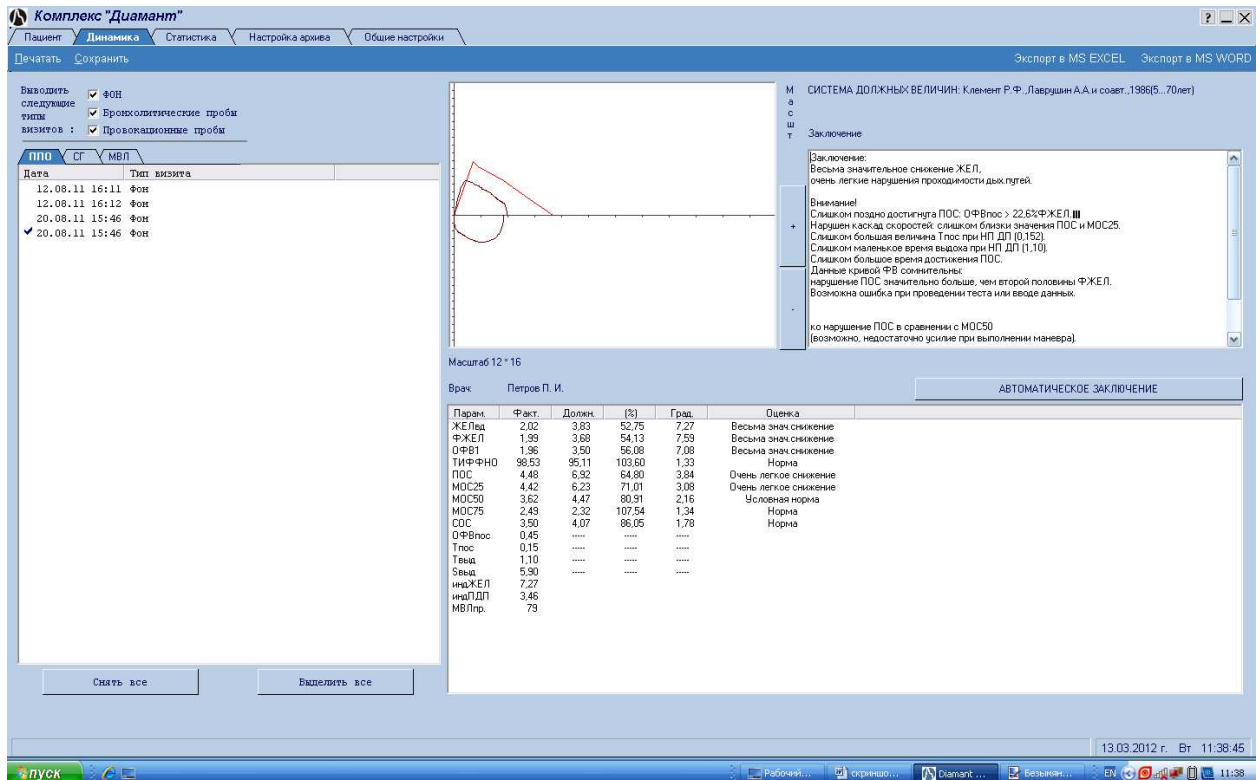 Комплекс "Диамант"
? _ X
Пациент Динамика Статистика Настройка архива Общие настройки
Печатать Сохранить Экспорт в MS EXCEL Экспорт в MS WORD
Выводить следующие типы визитов :
ФОН
Бронхолитические пробы
Провокационные пробы
ППО СГ МВЛ
Дата Тип визита
12.08.11 16:11 Фон
12.08.11 16:12 Фон
20.08.11 15:46 Фон
20.08.11 15:46 Фон
Снять все Выделить все
Масшт
+
-
Масштаб 12 * 16
СИСТЕМА ДОЛЖНЫХ ВЕЛИЧИН: Клемент Р.Ф.,Лаврушин А.А.и соавт.,1986(5...70лет)
Заключение
Заключение:
Весьма значительное снижение ЖЕЛ,
очень легкие нарушения проходимости дых.путей.
Внимание!
Слишком поздно достигнута ПОС: ОФВпос > 22,6%ФЖЕЛ.
Нарушен каскад скоростей: слишком близки значения ПОС и МОС25.
Слишком большая величина Тпос при НП ДП (0,152).
Слишком маленькое время выдоха при НП ДП (1,10).
Слишком большое время достижения ПОС.
Данные кривой ФВ сомнительны:
нарушение ПОС значительно больше, чем второй половины ФЖЕЛ.
Возможна ошибка при проведении теста или вводе данных.
ко нарушение ПОС в сравнении с МОС50
(возможно, недостаточно усилие при выполнении маневра).
Врач: Петров П. И.
АВТОМАТИЧЕСКОЕ ЗАКЛЮЧЕНИЕ
Парам. Факт. Должн. (%) Град. Оценка
ЖЕЛвд 2,02 3,83 52,75 7,27 Весьма знач.снижение
ФЖЕЛ 1,99 3,68 54,13 7,59 Весьма знач.снижение
ОФВ1 1,96 3,50 56,08 7,08 Весьма знач.снижение
ТИФФНО 98,53 95,11 103,60 1,33 Норма
ПОС 4,48 6,92 64,80 3,84 Очень легкое снижение
МОС25 4,42 6,23 71,01 3,08 Очень легкое снижение
МОС50 3,62 4,47 80,91 2,16 Условная норма
МОС75 2,49 2,32 107,54 1,34 Норма
СОС 3,50 4,07 86,05 1,78 Норма
ОФВпос 0,45 ----- ----- -----
Тпос 0,15 ----- ----- -----
Твыд 1,10 ----- ----- -----
Sвыд 5,90 ----- ----- -----
индЖЕЛ 7,27
индПДП 3,46
МВЛпр. 79
13.03.2012 г. Вт 11:38:45
пуск Рабочий... скриншо... Diamant ... Безымян... EN 11:38